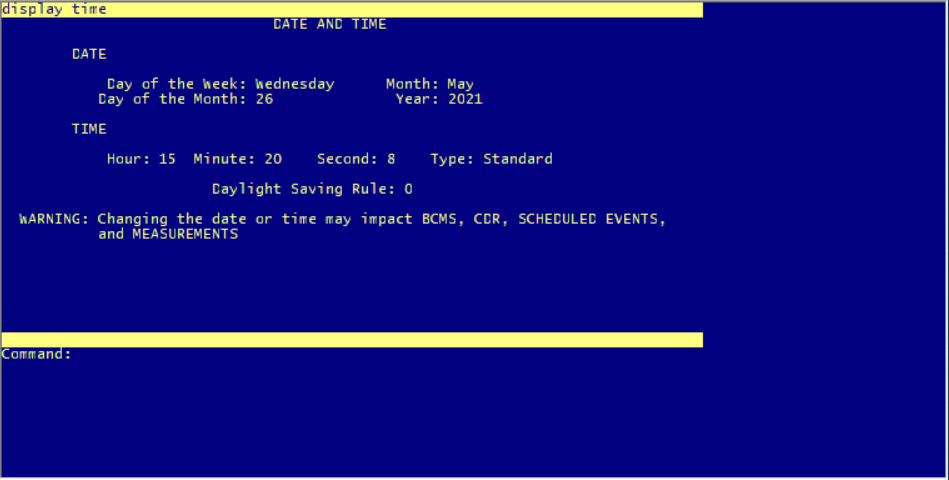 display time
DATE AND TIME
DATE
Day of the Week: Wednesday Month: May
Day of the Month: 26 Year: 2021
TIME
Hour: 15 Minute: 20 Second: 8 Type: Standard
Daylight Saving Rule: 0
WARNING: Changing the date or time may impact BCMS, CDR, SCHEDULED EVENTS,
and MEASUREMENTS
Command: